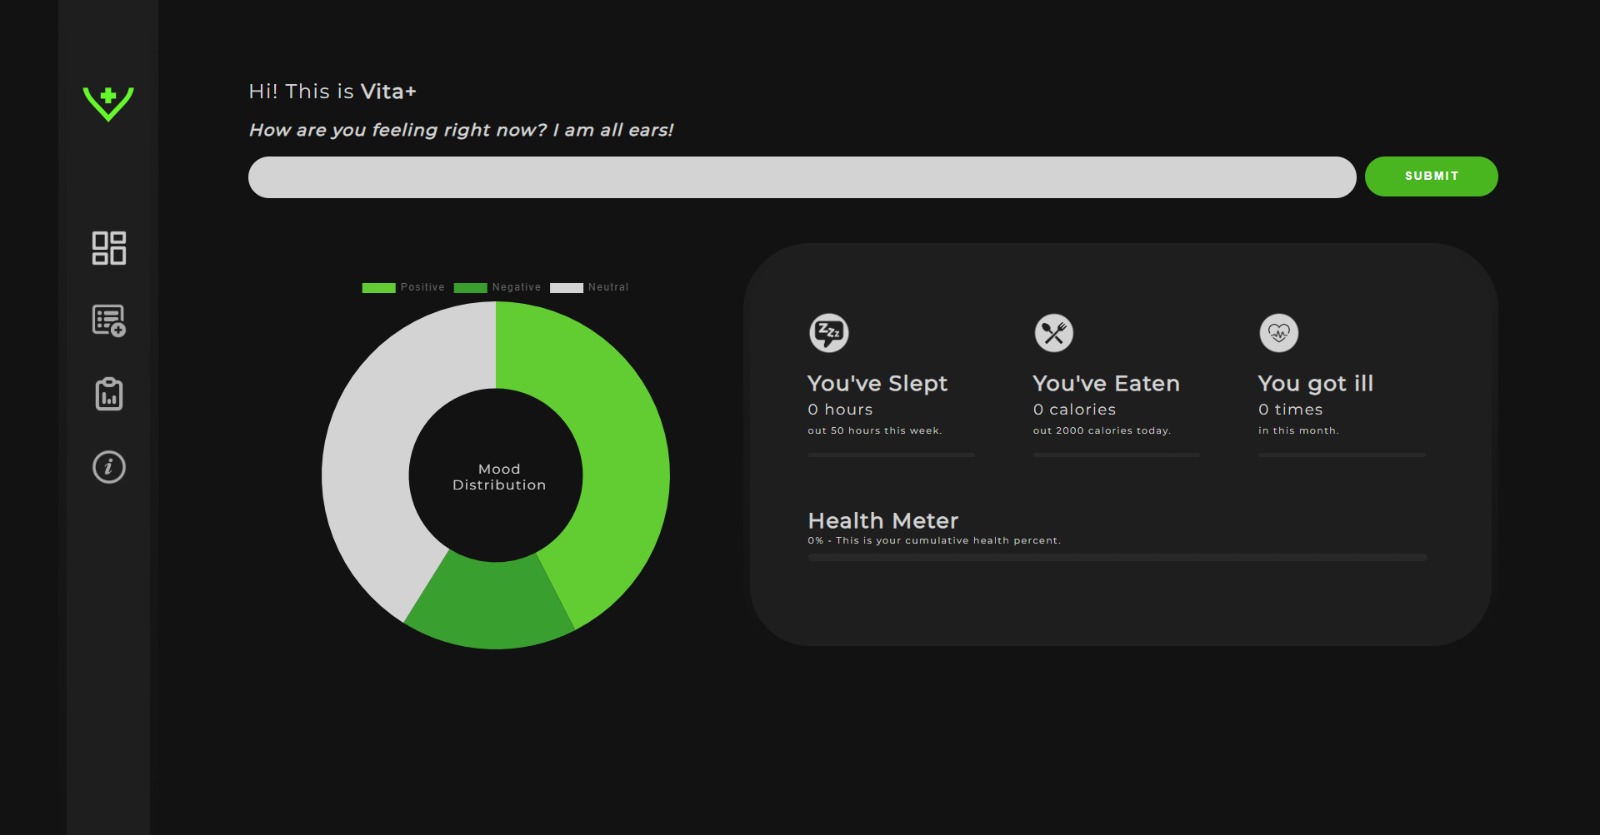 Hi! This is Vita+
How are you feeling right now? I am all ears!
SUBMIT
Positive Negative Neutral
Mood
Distribution
zzz
You've Slept
0 hours
out 50 hours this week.
You've Eaten
0 calories
out 2000 calories today.
You got ill
0 times
in this month.
Health Meter
0% - This is your cumulative health percent.
i